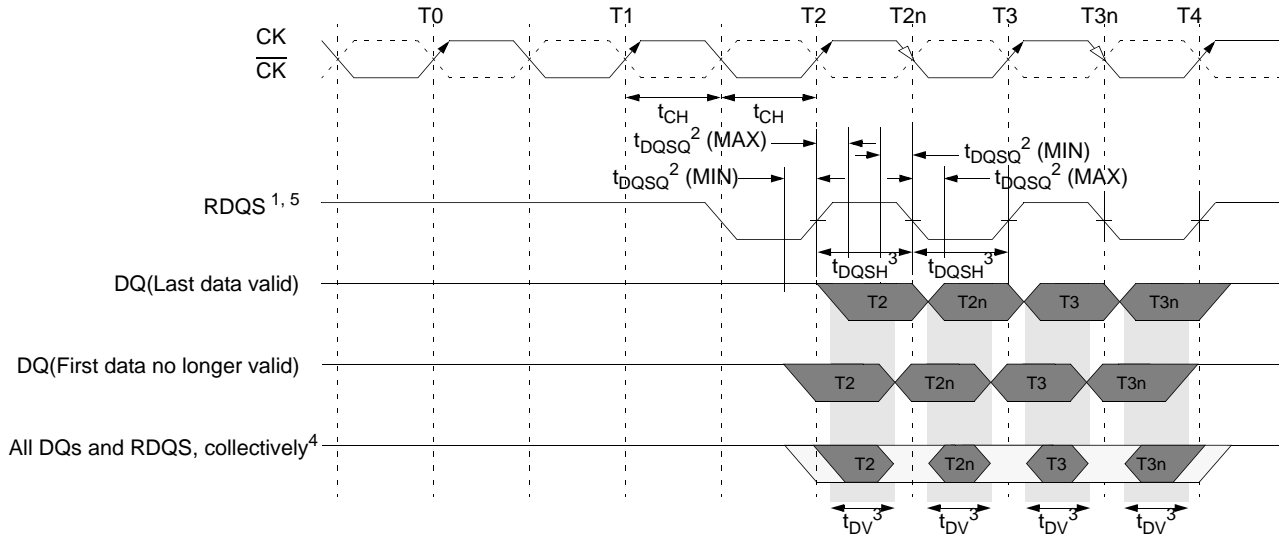 T0 T1 T2 T2n T3 T3n T4
CK
C̅K̅
tCH tCH
tDQSQ² (MAX)
tDQSQ² (MIN)
tDQSQ² (MIN)
tDQSQ² (MAX)
RDQS 1, 5
tDQSH³ tDQSH³
DQ(Last data valid)
T2 T2n T3 T3n
DQ(First data no longer valid)
T2 T2n T3 T3n
All DQs and RDQS, collectively⁴
T2 T2n T3 T3n
tDV³ tDV³ tDV³ tDV³